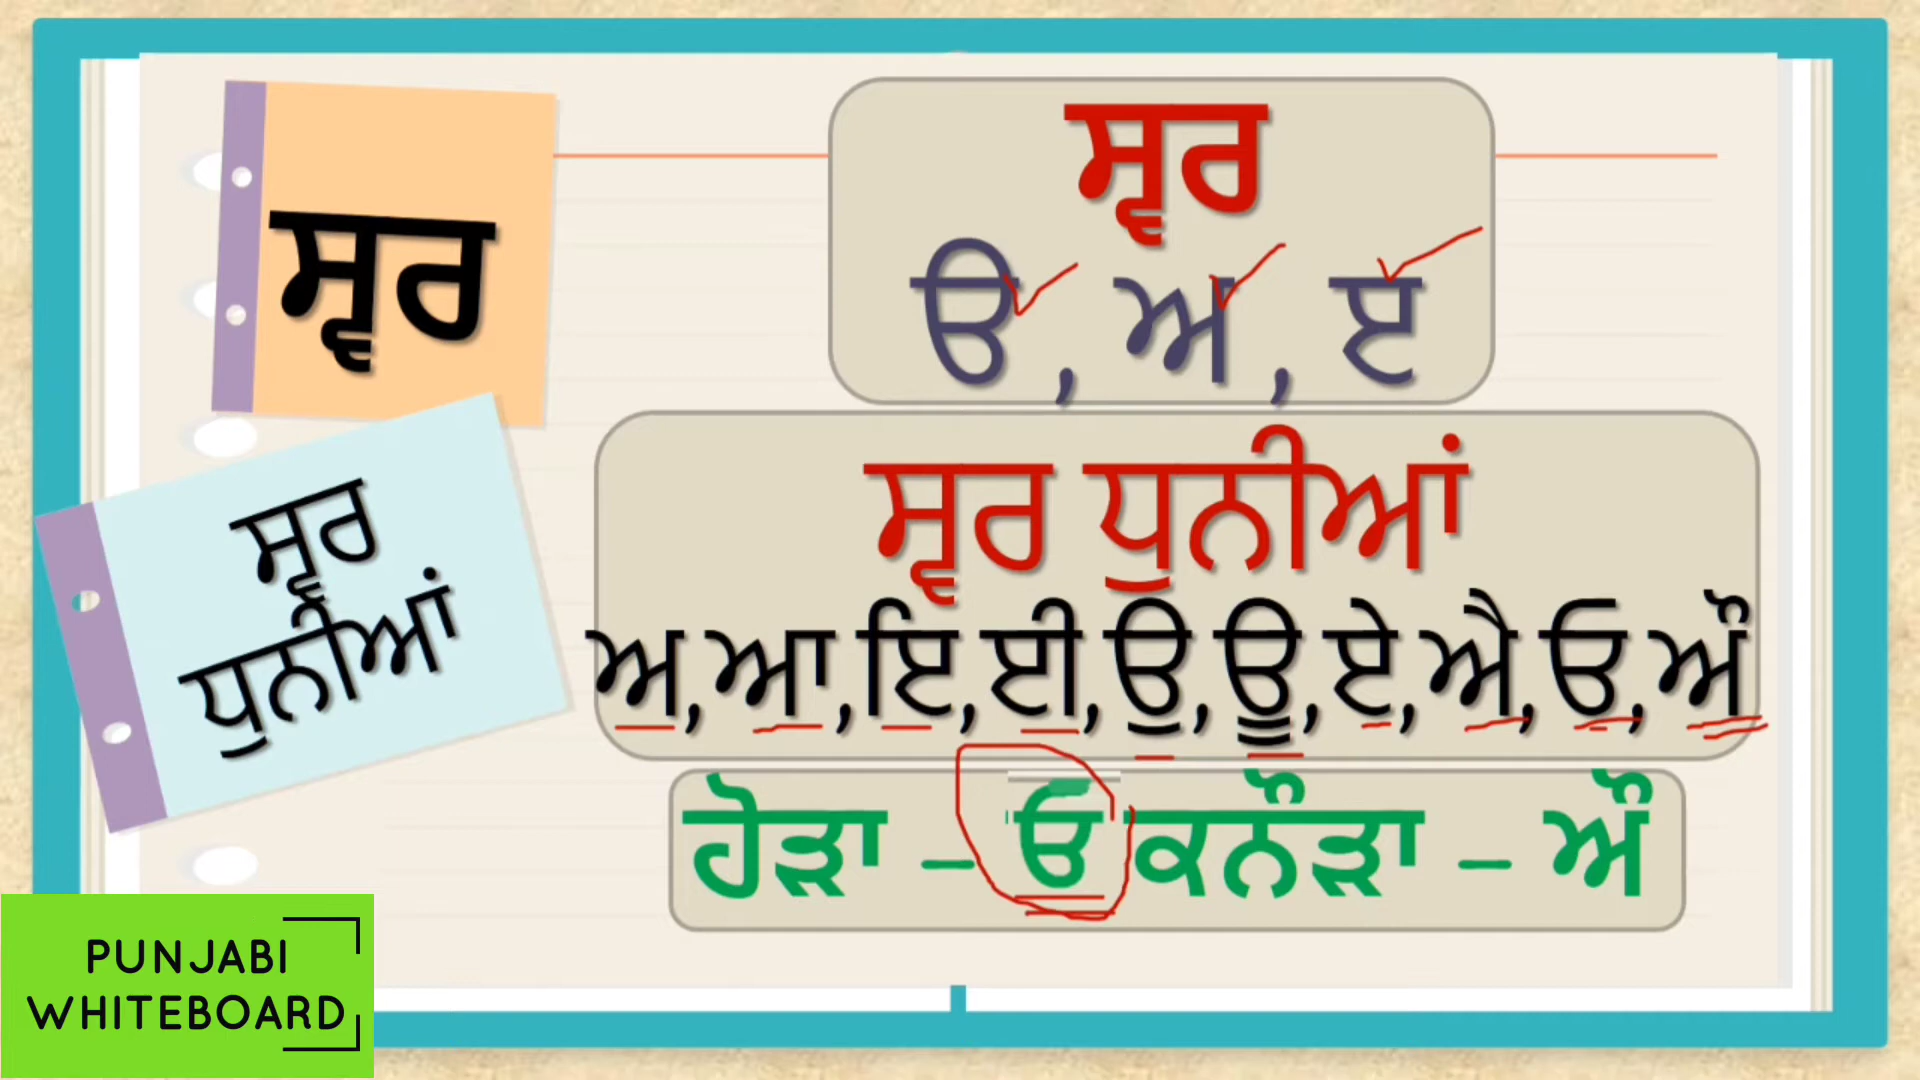 ਸ੍ਵਰ
ਸ੍ਵਰ
ਧੁਨੀਆਂ
ਸ੍ਵਰ
ੳ , ਅ , ੲ
ਸ੍ਵਰ ਧੁਨੀਆਂ
ਅ,ਆ,ਇ,ਈ,ਉ,ਊ,ਏ,ਐ,ਓ,ਔ
ਹੋੜਾ – ਓ ਕਨੌੜਾ – ਔ
PUNJABI
WHITEBOARD